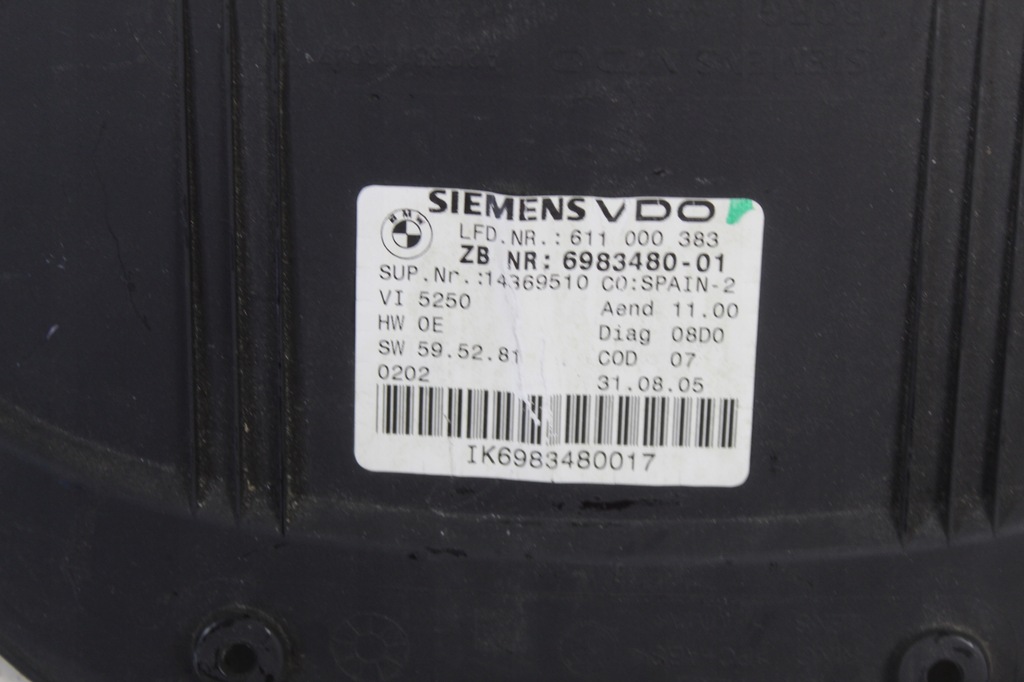 SIEMENS VDO
BMW
LFD.NR.: 611 000 383
ZB NR: 6983480-01
SUP.Nr.:14369510 CO:SPAIN-2
VI 5250 Aend 11.00
HW 0E Diag 08D0
SW 59.52.81 COD 07
0202 31.08.05
IK6983480017